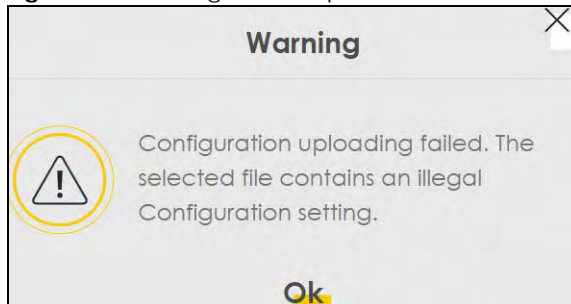 Warning
Configuration uploading failed. The
selected file contains an illegal
Configuration setting.
Ok